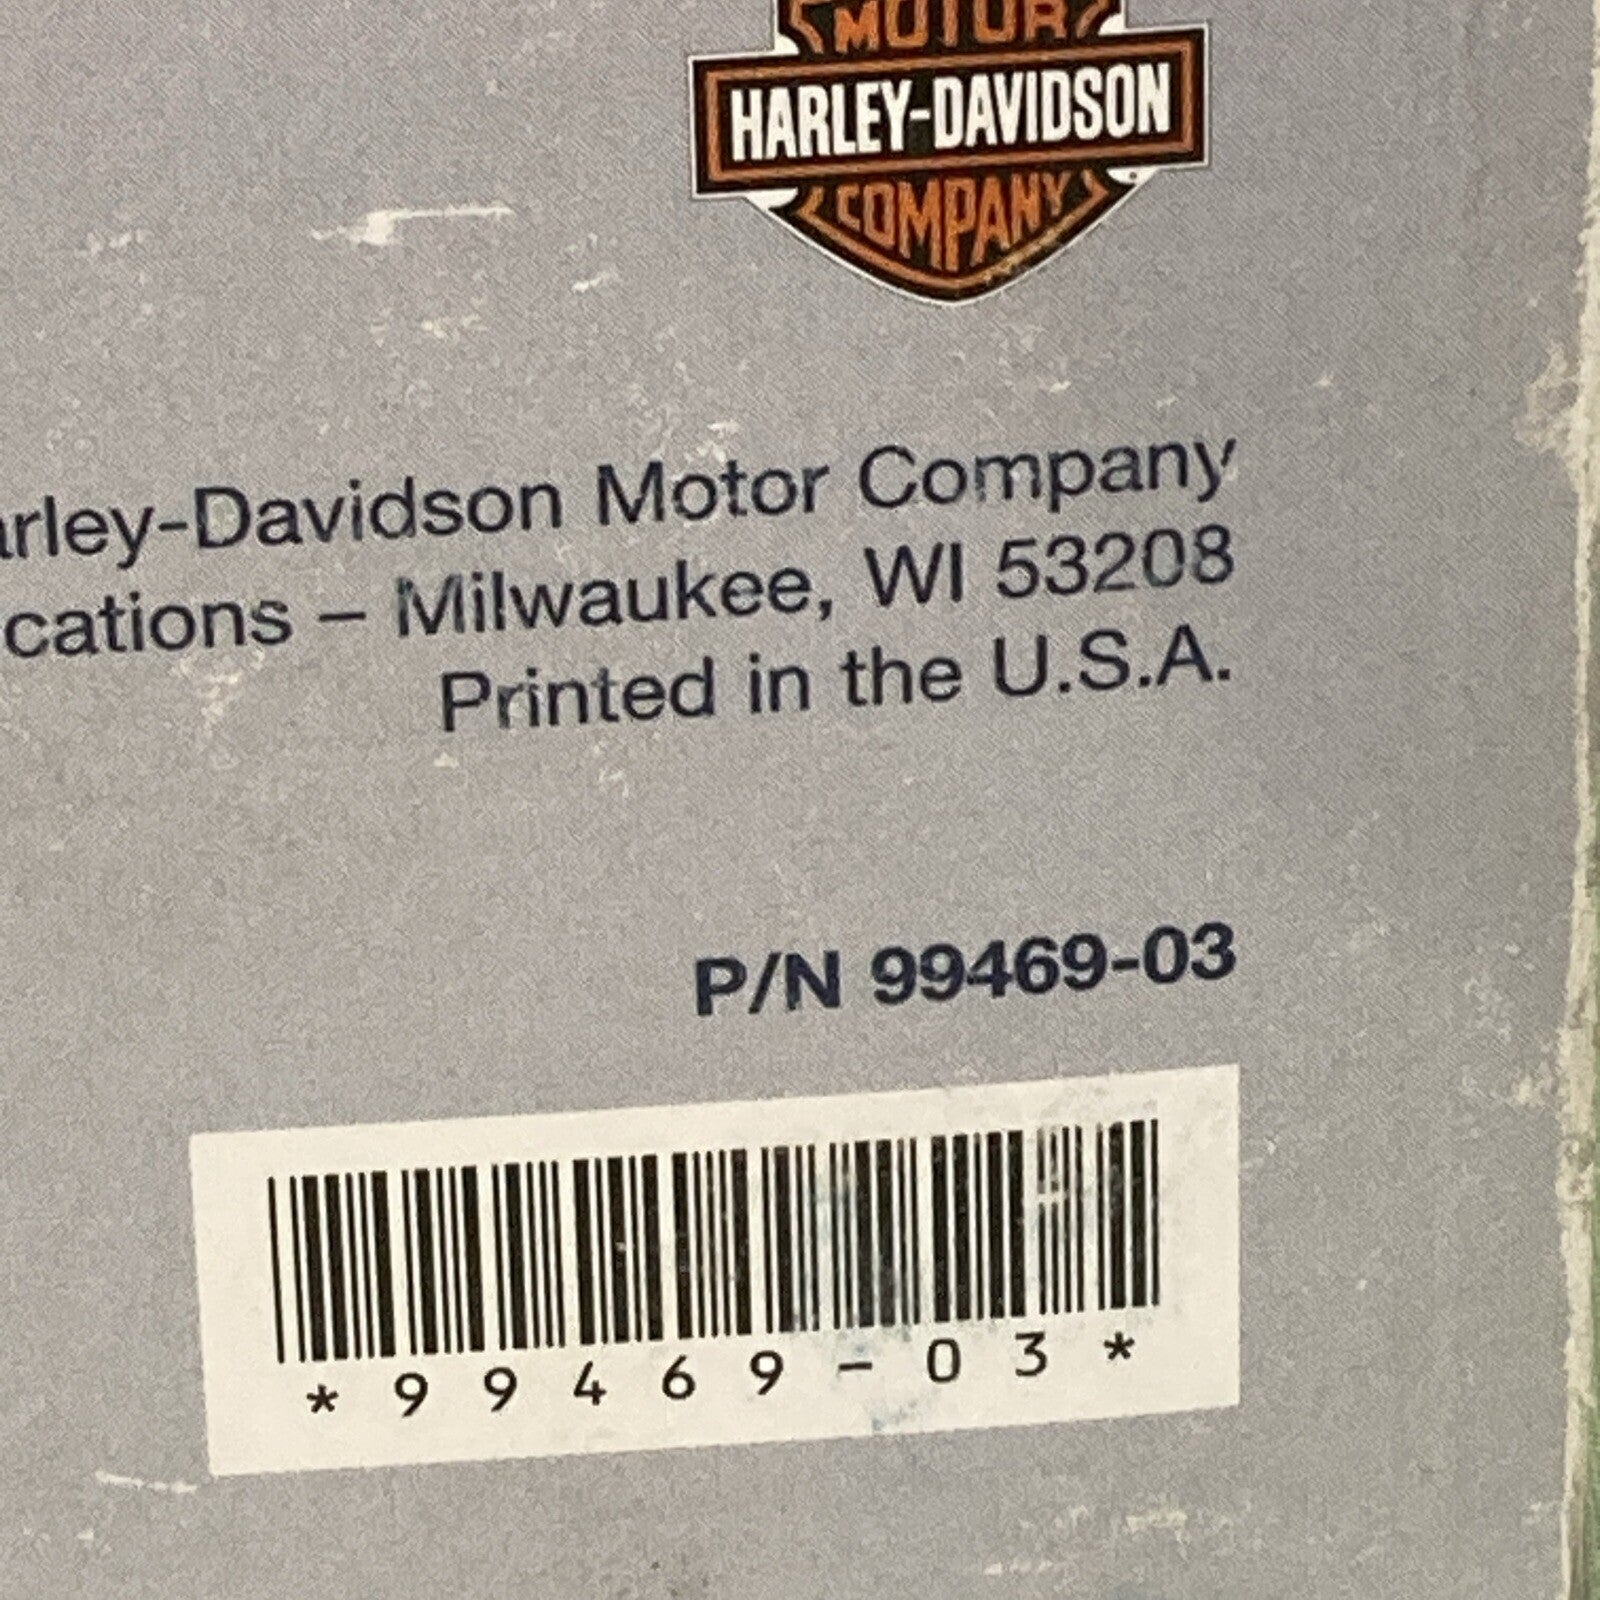 MOTOR
HARLEY-DAVIDSON
COMPANY
arley-Davidson Motor Company
cations – Milwaukee, WI 53208
Printed in the U.S.A.
P/N 99469-03
*99469-03*